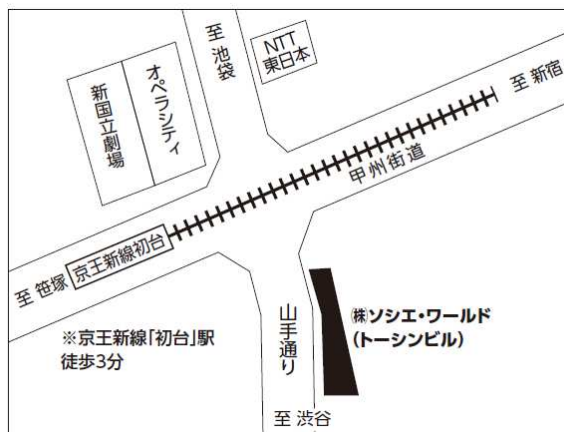 至 池袋
NTT
東日本
至 新宿
オペラシティ
新国立劇場
甲州街道
京王新線初台
至 笹塚
※京王新線「初台」駅
徒歩3分
山手通り
㈱ソシエ・ワールド
(トーシンビル)
至 渋谷